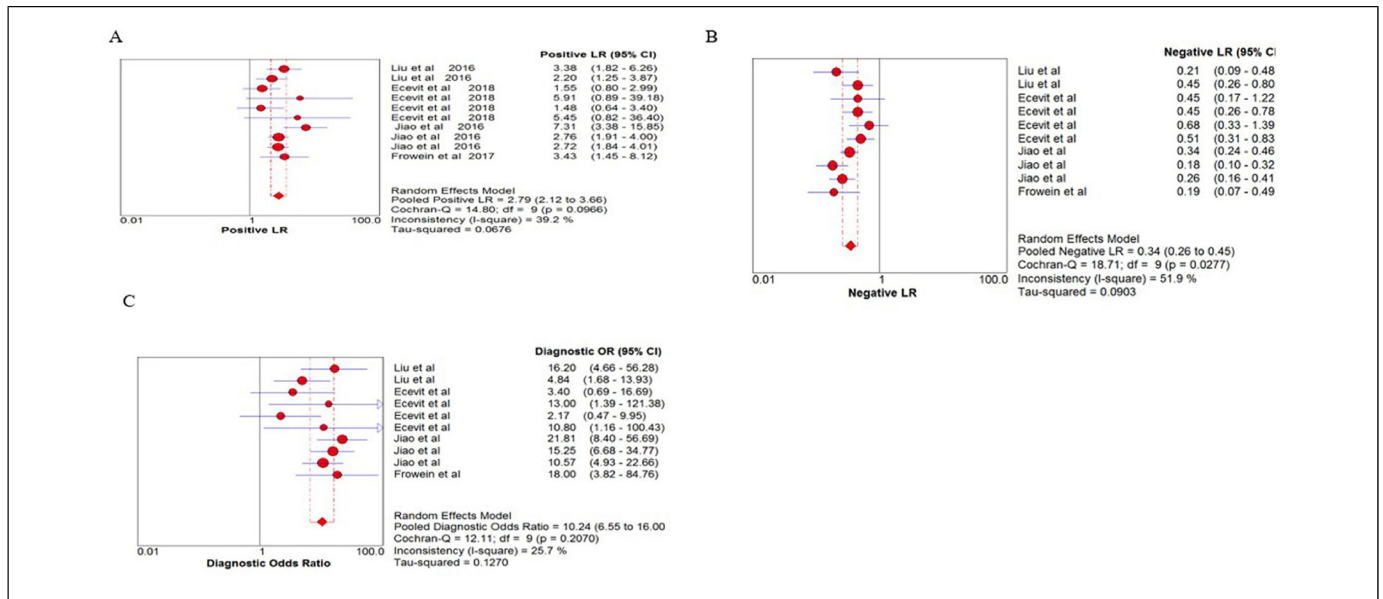 A
Positive LR (95% CI)
Liu et al 2016 3.38 (1.82 - 6.26)
Liu et al 2016 2.20 (1.25 - 3.87)
Ecevit et al 2018 1.55 (0.80 - 2.99)
Ecevit et al 2018 5.91 (0.89 - 39.18)
Ecevit et al 2018 1.48 (0.64 - 3.40)
Ecevit et al 2018 5.45 (0.82 - 36.40)
Jiao et al 2016 7.31 (3.38 - 15.85)
Jiao et al 2016 2.76 (1.91 - 4.00)
Jiao et al 2016 2.72 (1.84 - 4.01)
Frowein et al 2017 3.43 (1.45 - 8.12)
Random Effects Model
Pooled Positive LR = 2.79 (2.12 to 3.66)
Cochran-Q = 14.80; df = 9 (p = 0.0966)
Inconsistency (I-square) = 39.2 %
Tau-squared = 0.0676
0.01 1 100.0
Positive LR
B
Negative LR (95% CI
Liu et al 0.21 (0.09 - 0.48
Liu et al 0.45 (0.26 - 0.80
Ecevit et al 0.45 (0.17 - 1.22
Ecevit et al 0.45 (0.26 - 0.78
Ecevit et al 0.68 (0.33 - 1.39
Ecevit et al 0.51 (0.31 - 0.83
Jiao et al 0.34 (0.24 - 0.46
Jiao et al 0.18 (0.10 - 0.32
Jiao et al 0.26 (0.16 - 0.41
Frowein et al 0.19 (0.07 - 0.49
Random Effects Model
Pooled Negative LR = 0.34 (0.26 to 0.45)
Cochran-Q = 18.71; df = 9 (p = 0.0277)
Inconsistency (I-square) = 51.9 %
Tau-squared = 0.0903
0.01 1 100.0
Negative LR
C
Diagnostic OR (95% CI)
Liu et al 16.20 (4.66 - 56.28)
Liu et al 4.84 (1.68 - 13.93)
Ecevit et al 3.40 (0.69 - 16.69)
Ecevit et al 13.00 (1.39 - 121.38)
Ecevit et al 2.17 (0.47 - 9.95)
Ecevit et al 10.80 (1.16 - 100.43)
Jiao et al 21.81 (8.40 - 56.69)
Jiao et al 15.25 (6.68 - 34.77)
Jiao et al 10.57 (4.93 - 22.66)
Frowein et al 18.00 (3.82 - 84.76)
Random Effects Model
Pooled Diagnostic Odds Ratio = 10.24 (6.55 to 16.00
Cochran-Q = 12.11; df = 9 (p = 0.2070)
Inconsistency (I-square) = 25.7 %
Tau-squared = 0.1270
0.01 1 100.0
Diagnostic Odds Ratio